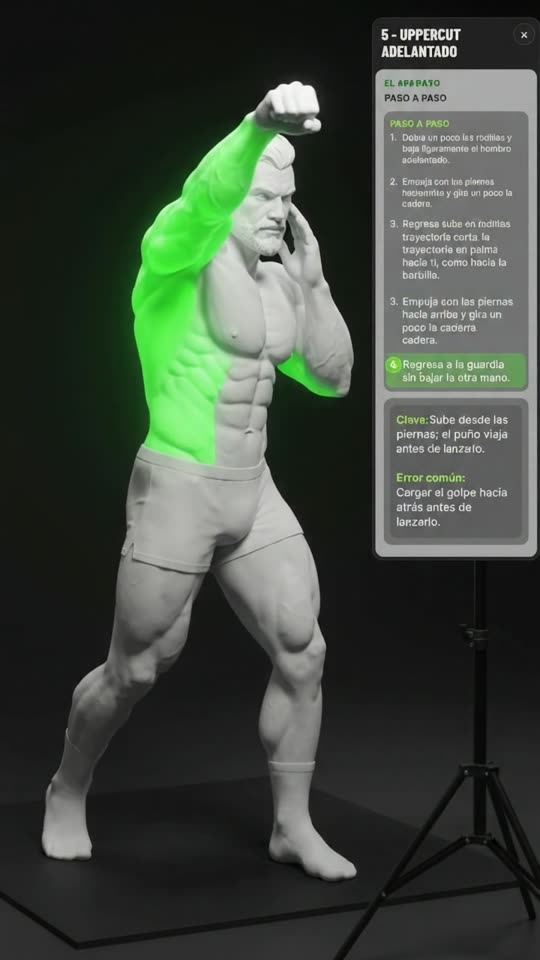 5 - UPPERCUT
ADELANTADO
EL
PASO A PASO
PASO A PASO
1. Dobla un poco las rodillas y
baja ligeramente el hombro
adelantado.
2. Empuja con las piernas
y gira un poco la
cadera.
3. Regresa sube en rodillas
trayectoria corta la
trayectorie en palma
hacia ti, como hacia la
barbilla.
3. Empuja con las piernas
hacia arriba y gira un
poco la caderra
cadera.
4. Regresa a la guardia
sin bajar la otra mano.
Clave: Sube desde las
piernas; el puño viaja
antes de lanzarlo.
Error común:
Cargar el golpe hacia
atrás antes de
lanzarlo.